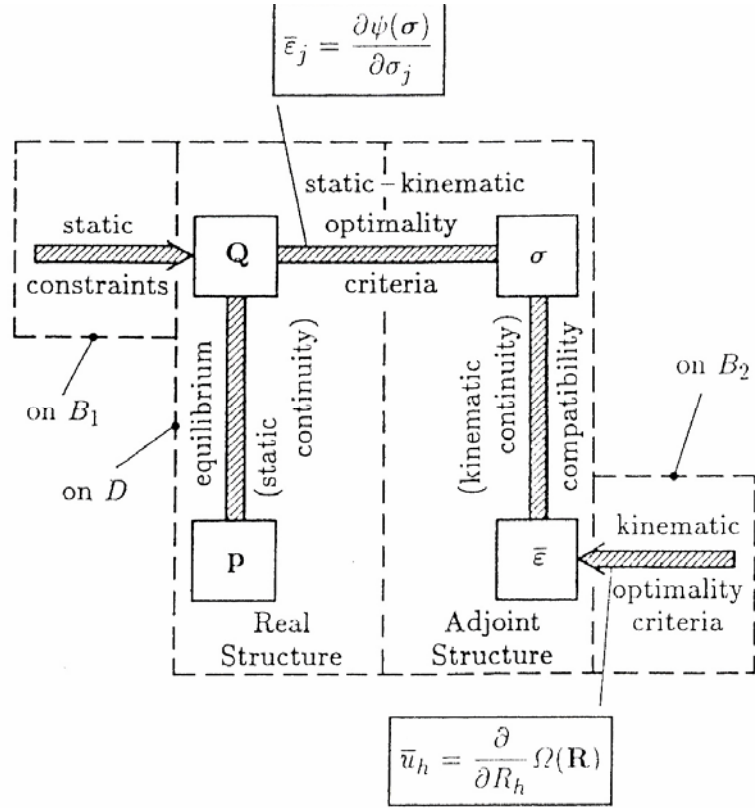 ε̅_j = ∂ψ(σ)/∂σ_j
static – kinematic
optimality
criteria
static
constraints
Q
σ
on B_1
on D
equilibrium
(static
continuity)
(kinematic
continuity)
compatibility
on B_2
p
ε̅
kinematic
optimality
criteria
Real
Structure
Adjoint
Structure
u̅_h = ∂/∂R_h Ω(R)